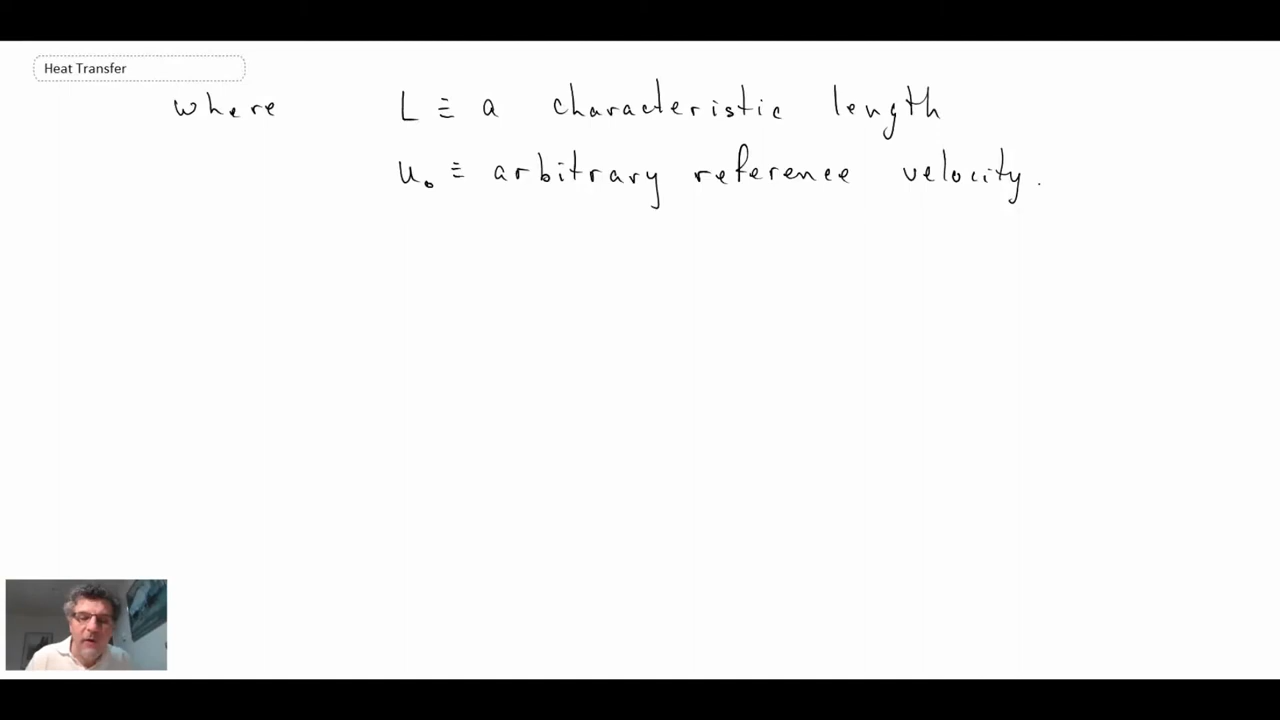 Heat Transfer
where L ≡ a characteristic length
u₀ ≡ arbitrary reference velocity.